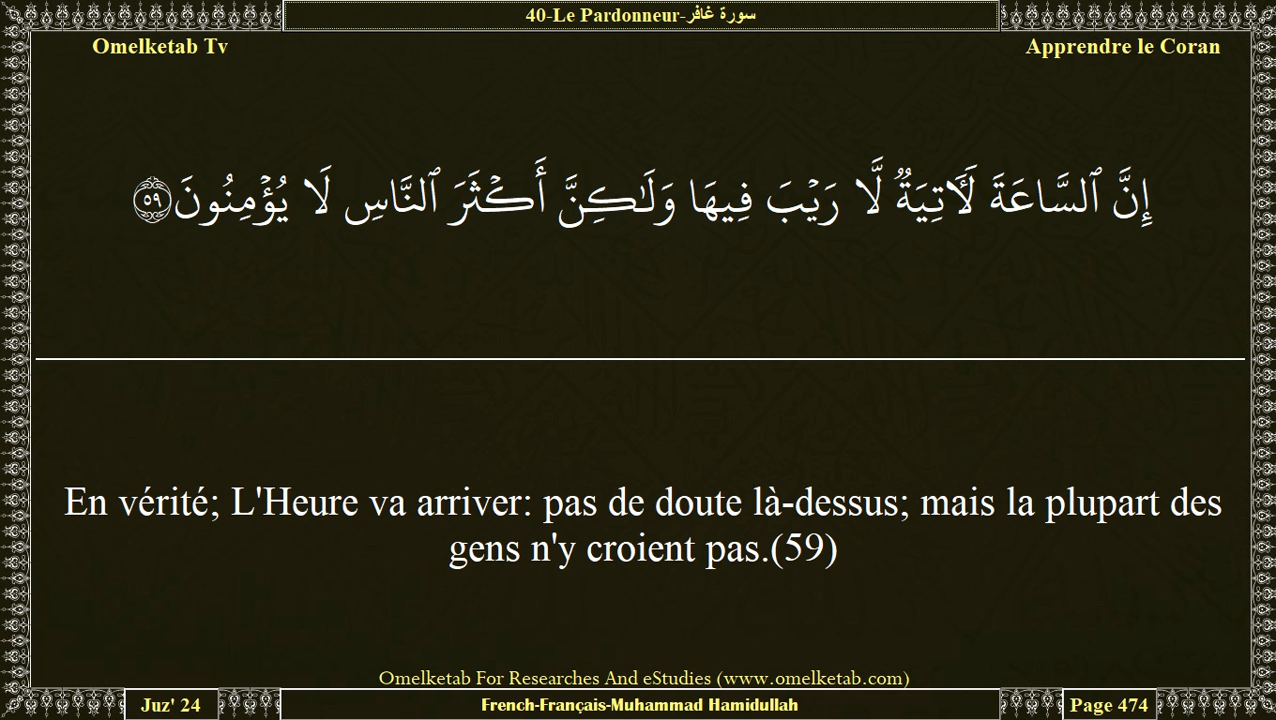 40-Le Pardonneur-سورة غافر
Omelketab Tv
Apprendre le Coran
إِنَّ ٱلسَّاعَةَ لَأٓتِيَةٞ لَّا رَيۡبَ فِيهَا وَلَٰكِنَّ أَكۡثَرَ ٱلنَّاسِ لَا يُؤۡمِنُونَ ٥٩
En vérité; L'Heure va arriver: pas de doute là-dessus; mais la plupart des
gens n'y croient pas.(59)
Omelketab For Researches And eStudies (www.omelketab.com)
Juz' 24
French-Français-Muhammad Hamidullah
Page 474